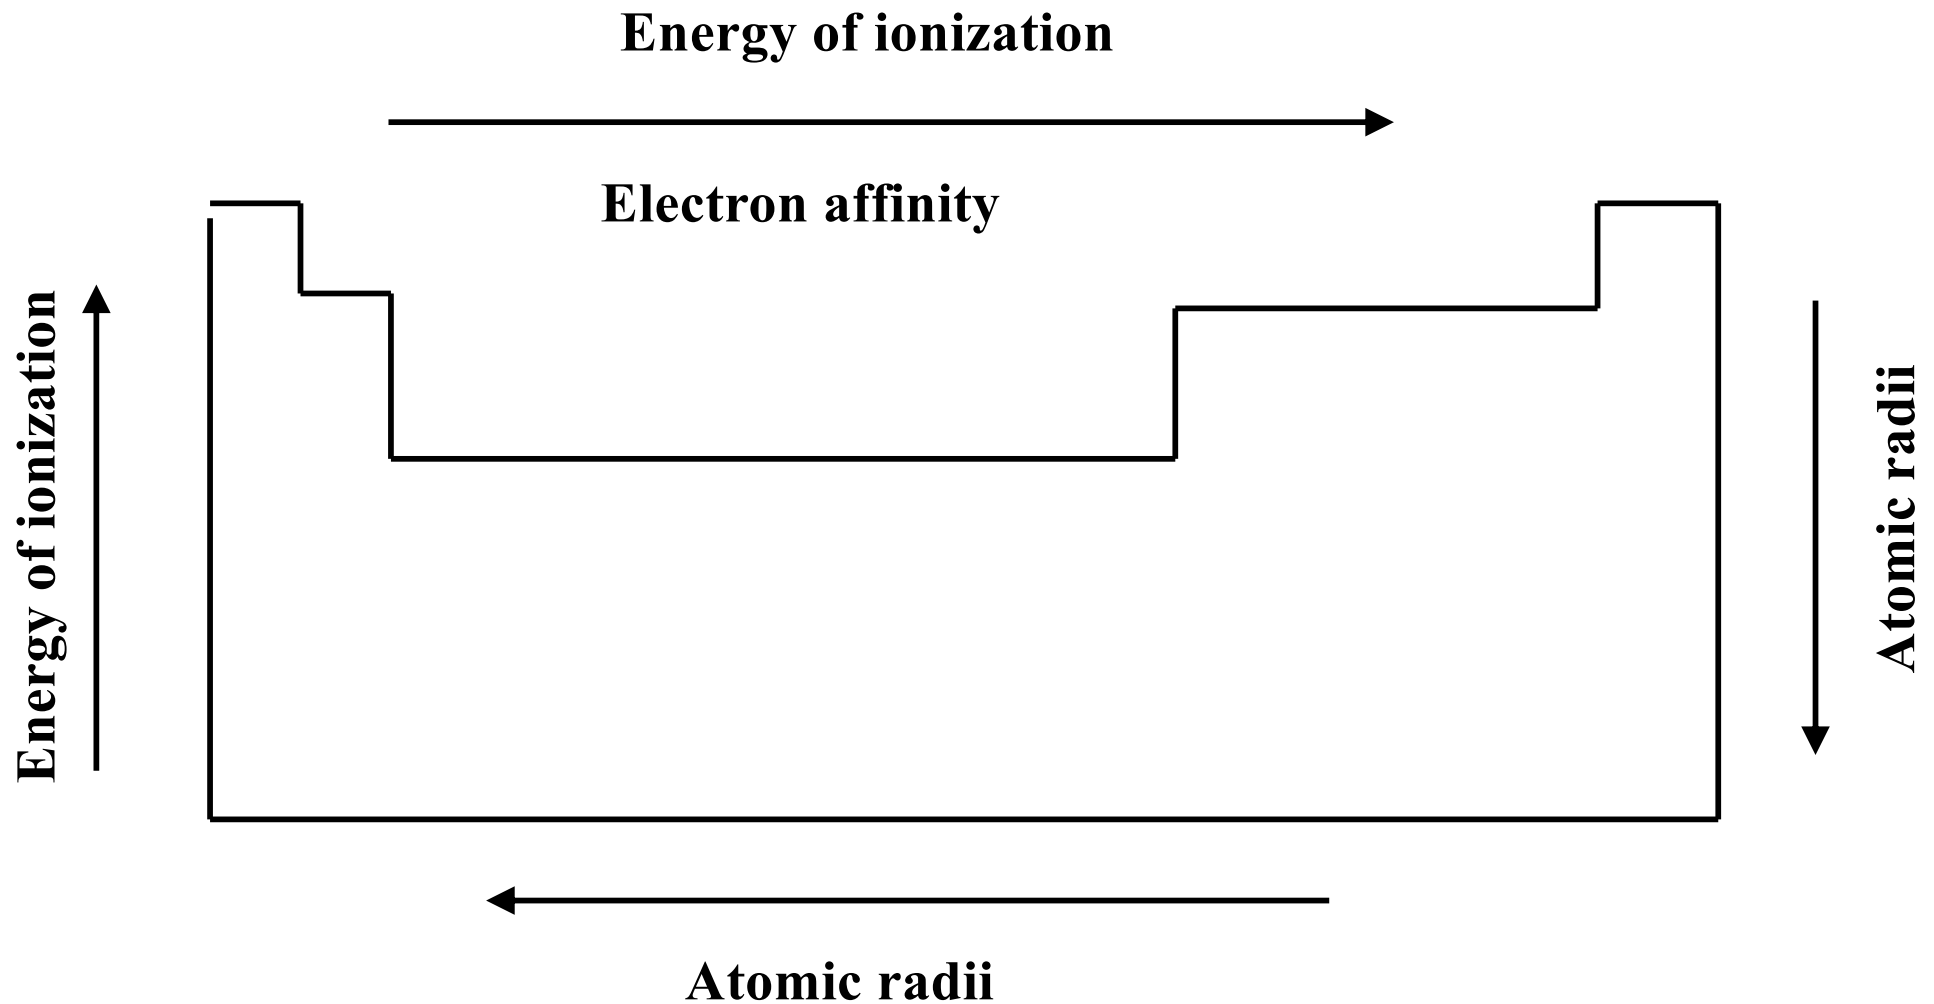 Energy of ionization
Electron affinity
Energy of ionization
Atomic radii
Atomic radii